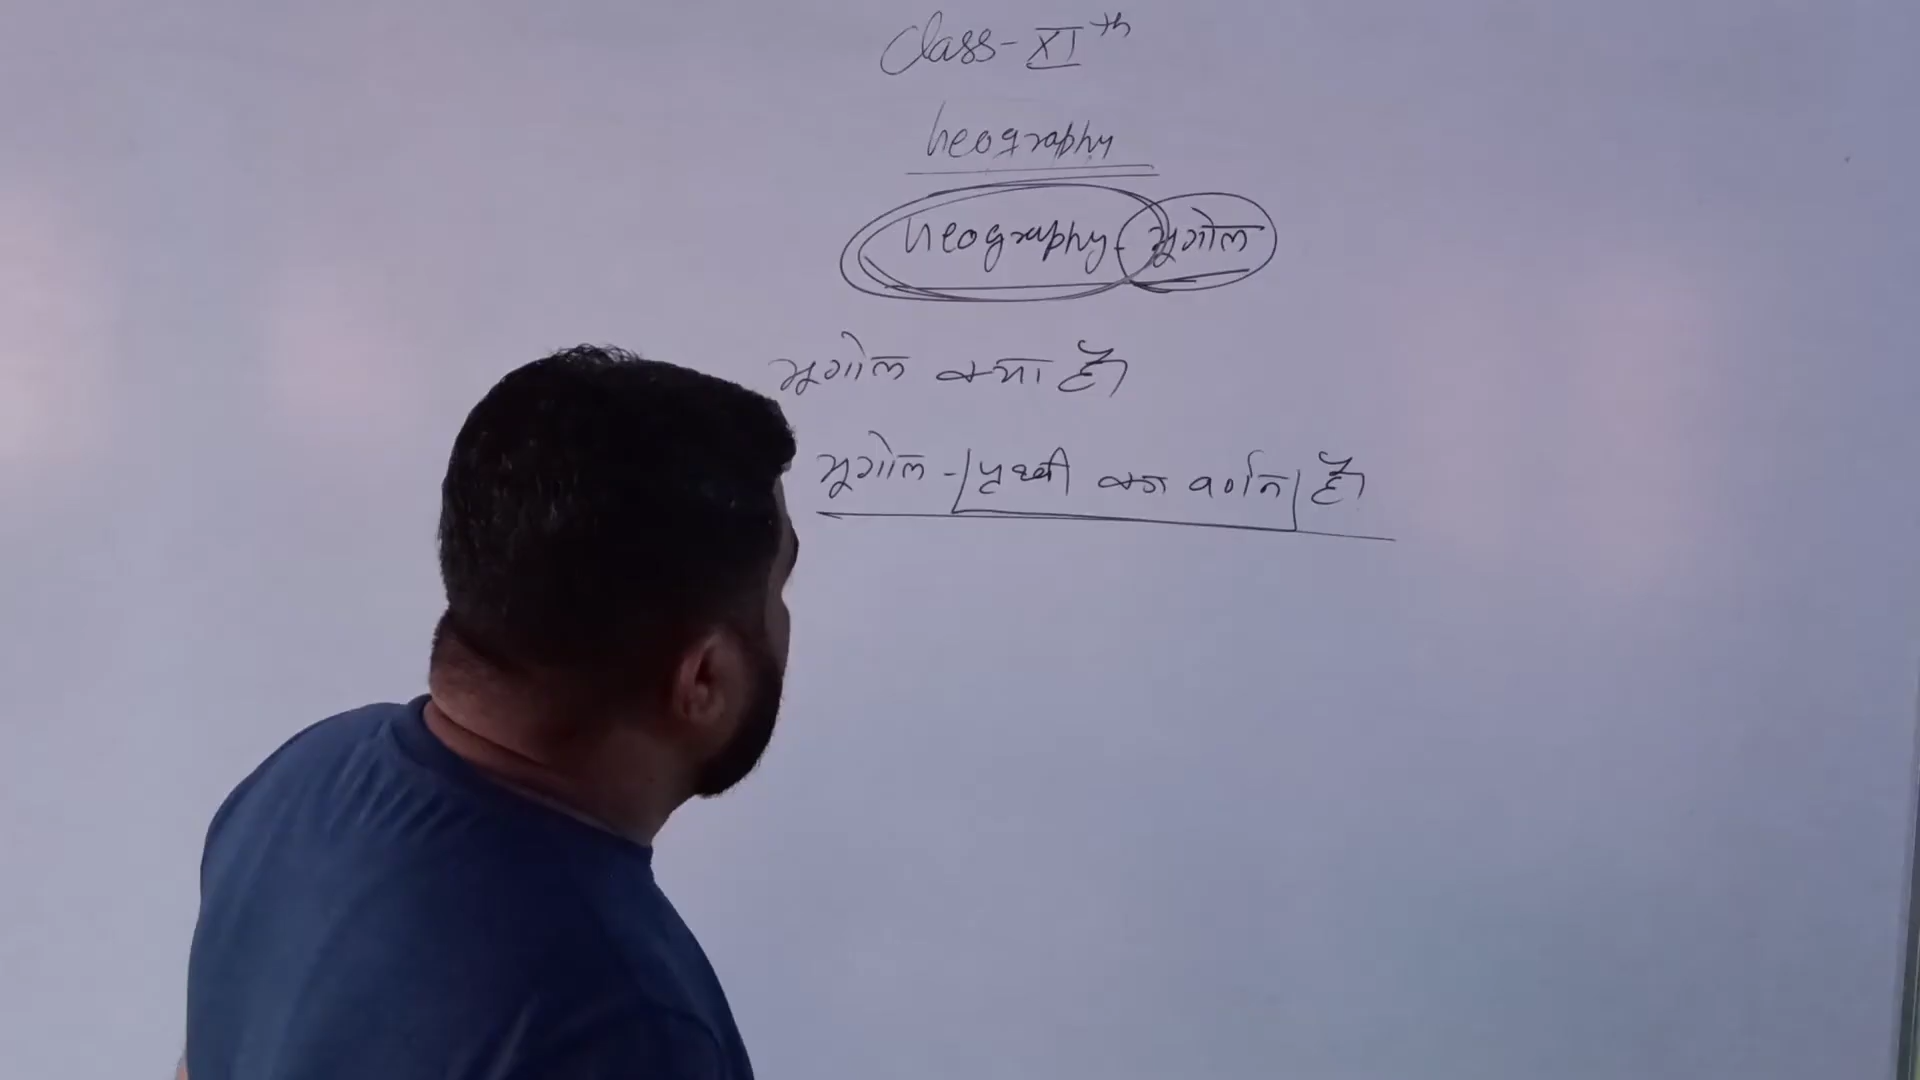 Class-XIth
Geography
Geography - भूगोल
भूगोल क्या है।
भूगोल - पृथ्वी का वर्णन है।